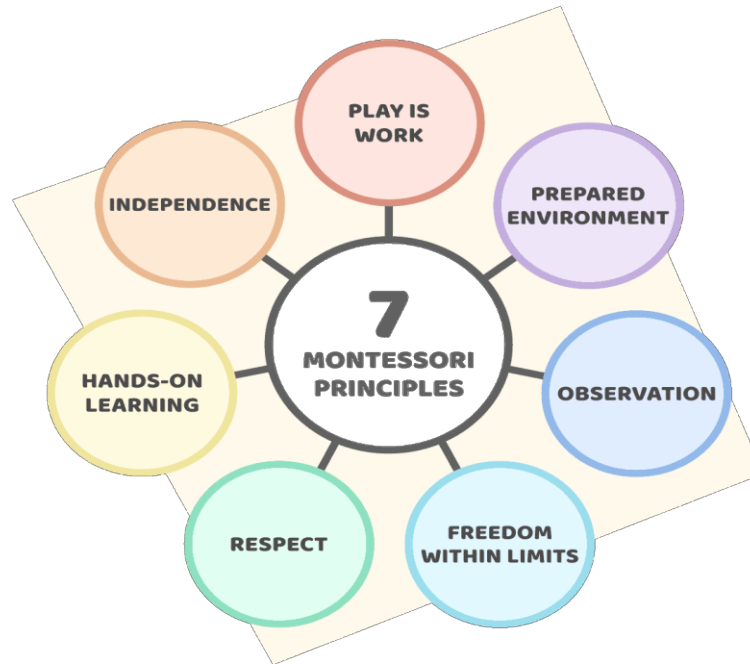 7
MONTESSORI
PRINCIPLES
PLAY IS
WORK
PREPARED
ENVIRONMENT
OBSERVATION
FREEDOM
WITHIN LIMITS
RESPECT
HANDS-ON
LEARNING
INDEPENDENCE